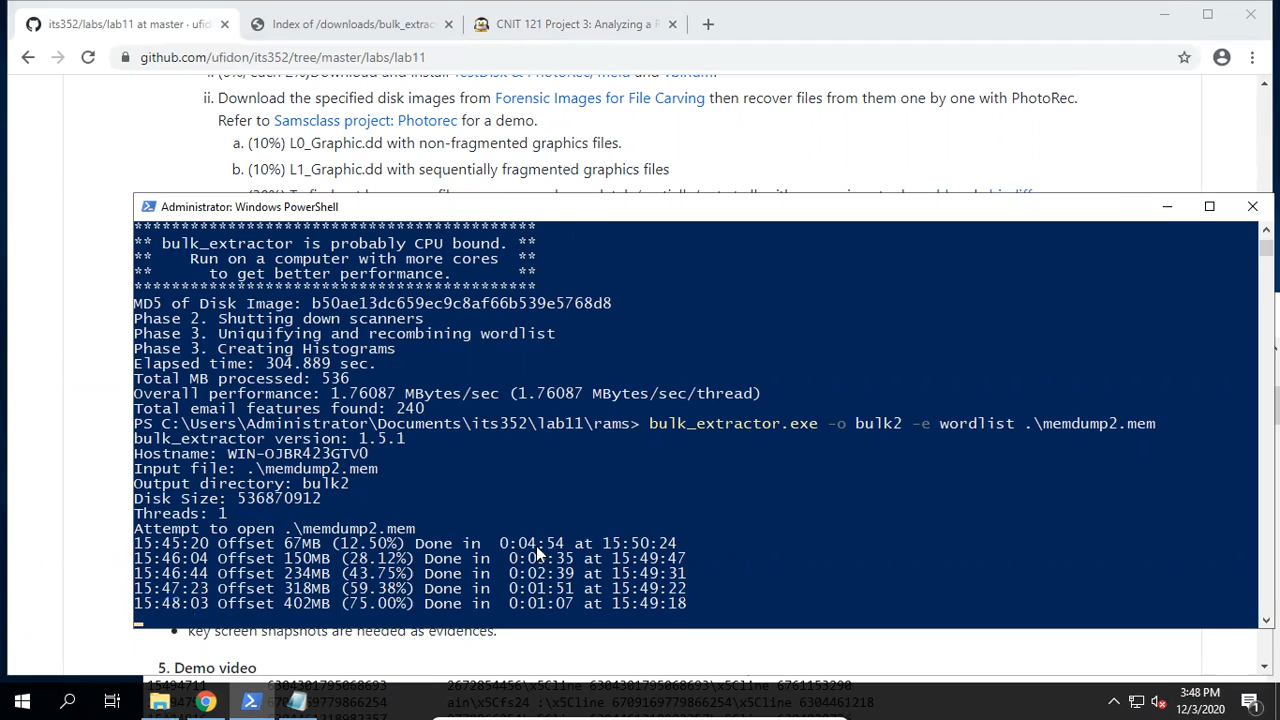 its352/labs/lab11 at master · ufid
Index of /downloads/bulk_extrac
CNIT 121 Project 3: Analyzing a R
github.com/ufidon/its352/tree/master/labs/lab11
ii. Download the specified disk images from Forensic Images for File Carving then recover files from them one by one with PhotoRec.
Refer to Samsclass project: Photorec for a demo.
a. (10%) L0_Graphic.dd with non-fragmented graphics files.
b. (10%) L1_Graphic.dd with sequentially fragmented graphics files
Administrator: Windows PowerShell
*******************************************
** bulk_extractor is probably CPU bound. **
** Run on a computer with more cores
** to get better performance. **
*******************************************
MD5 of Disk Image: b50ae13dc659ec9c8af66b539e5768d8
Phase 2. Shutting down scanners
Phase 3. Uniquifying and recombining wordlist
Phase 3. Creating Histograms
Elapsed time: 304.889 sec.
Total MB processed: 536
Overall performance: 1.76087 MBytes/sec (1.76087 MBytes/sec/thread)
Total email features found: 240
PS C:\Users\Administrator\Documents\its352\lab11\rams> bulk_extractor.exe -o bulk2 -e wordlist .\memdump2.mem
bulk_extractor version: 1.5.1
Hostname: WIN-OJBR423GTVO
Input file: .\memdump2.mem
Output directory: bulk2
Disk Size: 536870912
Threads: 1
Attempt to open .\memdump2.mem
15:45:20 Offset 67MB (12.50%) Done in 0:04:54 at 15:50:24
15:46:04 Offset 150MB (28.12%) Done in 0:03:35 at 15:49:47
15:46:44 Offset 234MB (43.75%) Done in 0:02:39 at 15:49:31
15:47:23 Offset 318MB (59.38%) Done in 0:01:51 at 15:49:22
15:48:03 Offset 402MB (75.00%) Done in 0:01:07 at 15:49:18
key screen snapshots are needed as evidences.
5. Demo video
3:48 PM
12/3/2020